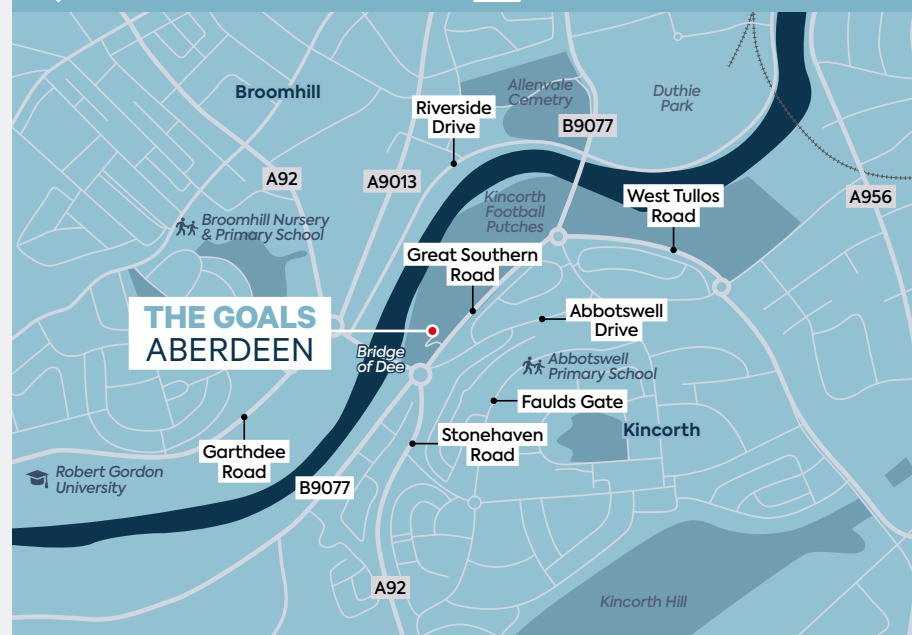 Broomhill
Allenvale
Cemetry
Duthie
Park
Riverside
Drive
B9077
A92
A9013
A956
Kincorth
Football
Putches
West Tullos
Road
Broomhill Nursery
& Primary School
Great Southern
Road
THE GOALS
ABERDEEN
Abbotswell
Drive
Bridge
of Dee
Abbotswell
Primary School
Faulds Gate
Kincorth
Garthdee
Road
Stonehaven
Road
Robert Gordon
University
B9077
A92
Kincorth Hill